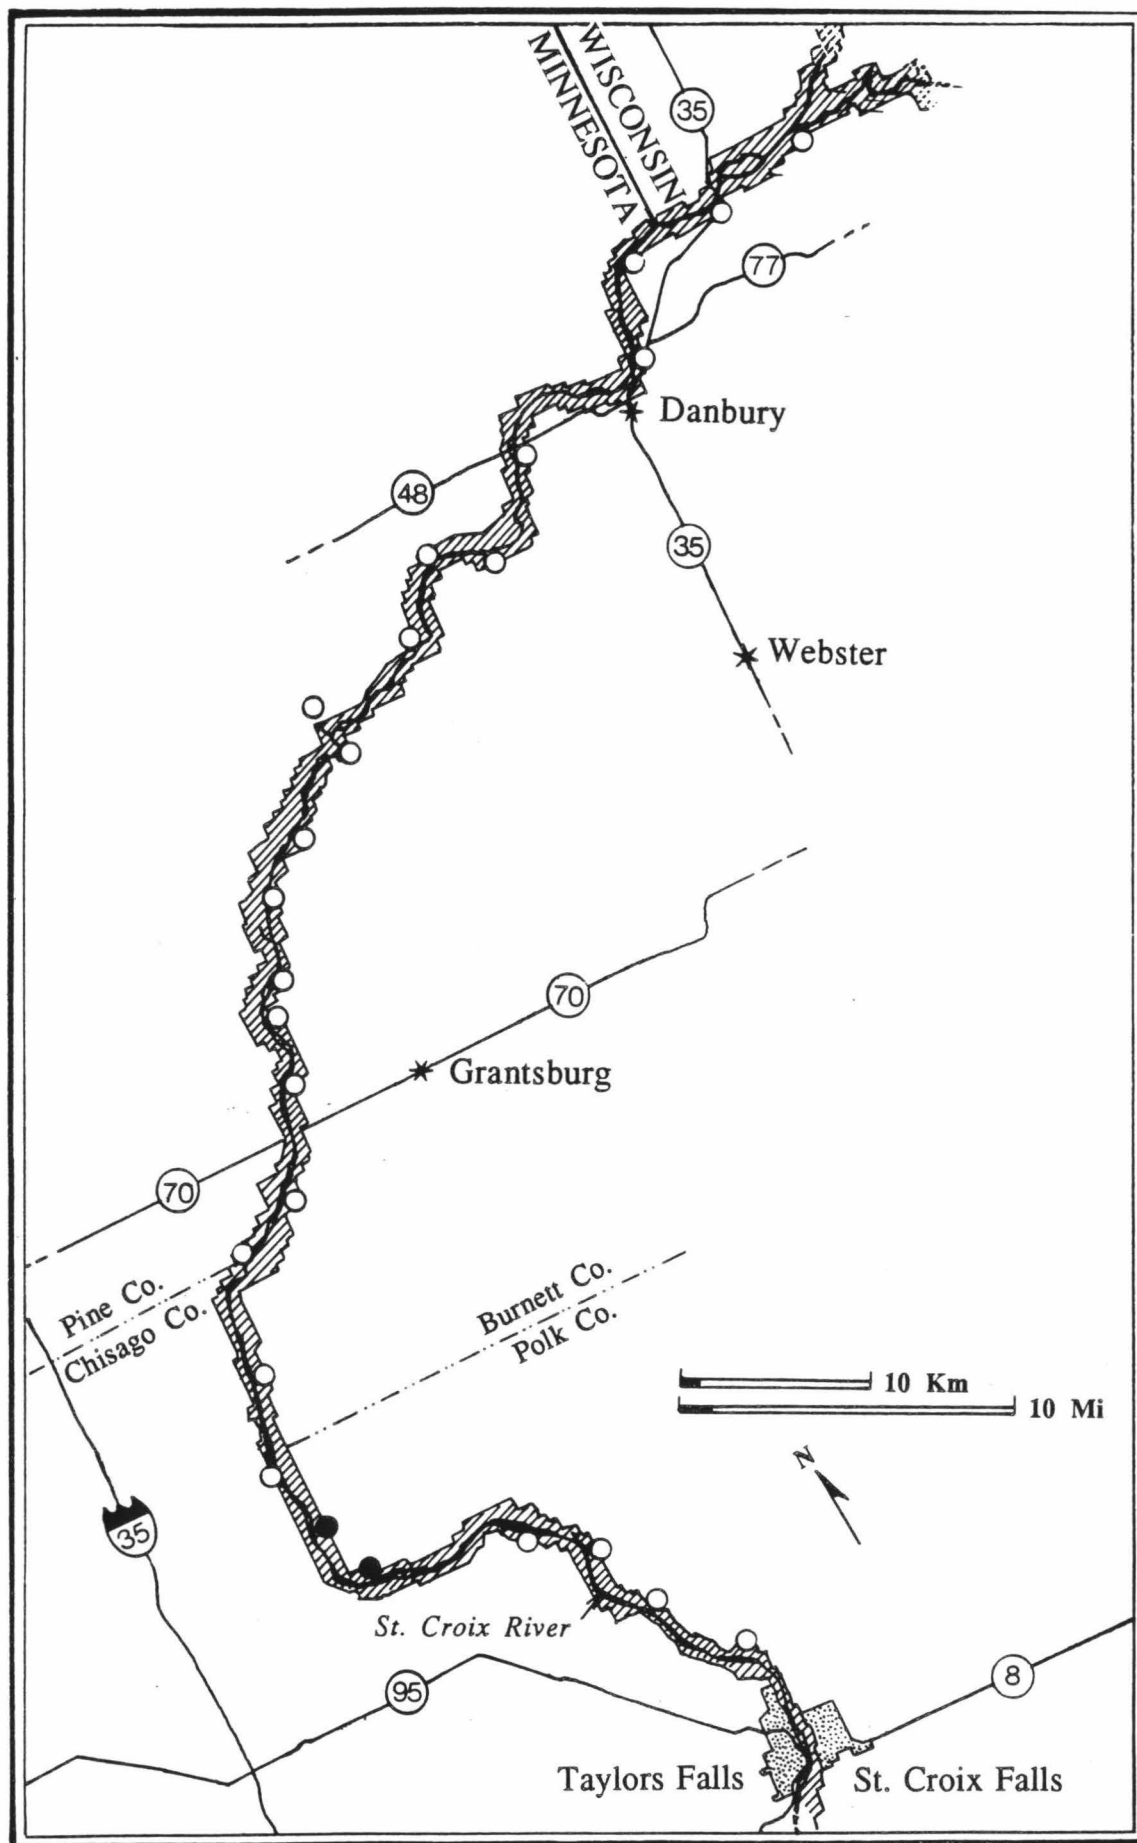 WISCONSIN
MINNESOTA
35
77
Danbury
48
35
Webster
70
Grantsburg
70
Pine Co.
Chisago Co.
Burnett Co.
Polk Co.
10 Km
10 Mi
N
35
St. Croix River
95
8
Taylors Falls
St. Croix Falls